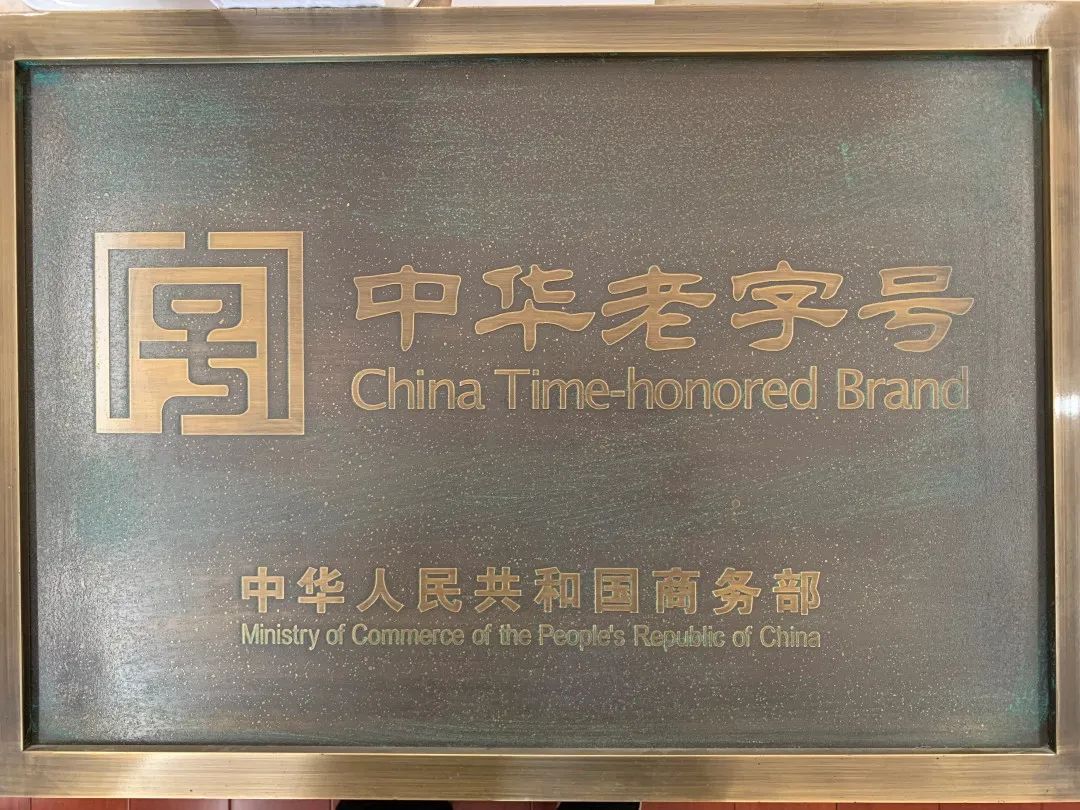 中华老字号
China Time-honored Brand
中华人民共和国商务部
Ministry of Commerce of the People's Republic of China